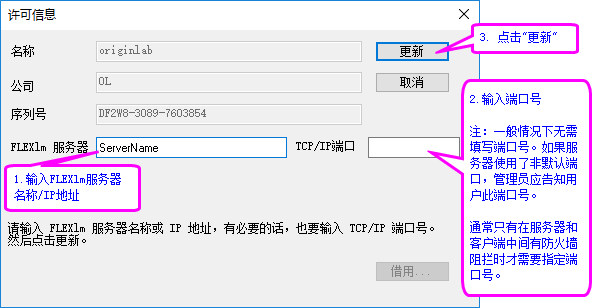 许可信息
名称
originlab
更新
3. 点击"更新"
公司
OL
取消
序列号
DF2W8-3089-7603854
FLEXlm 服务器
ServerName
TCP/IP端口
1.输入FLEXlm服务器
名称/IP地址
2.输入端口号
注：一般情况下无需
填写端口号。如果服
务器使用了非默认端
口，管理员应告知用
户此端口号。
通常只有在服务器和
客户端中间有防火墙
阻拦时才需要指定端
口号。
请输入 FLEXlm 服务器名称或 IP 地址，有必要的话，也要输入 TCP/IP 端口号。
然后点击更新。
借用...